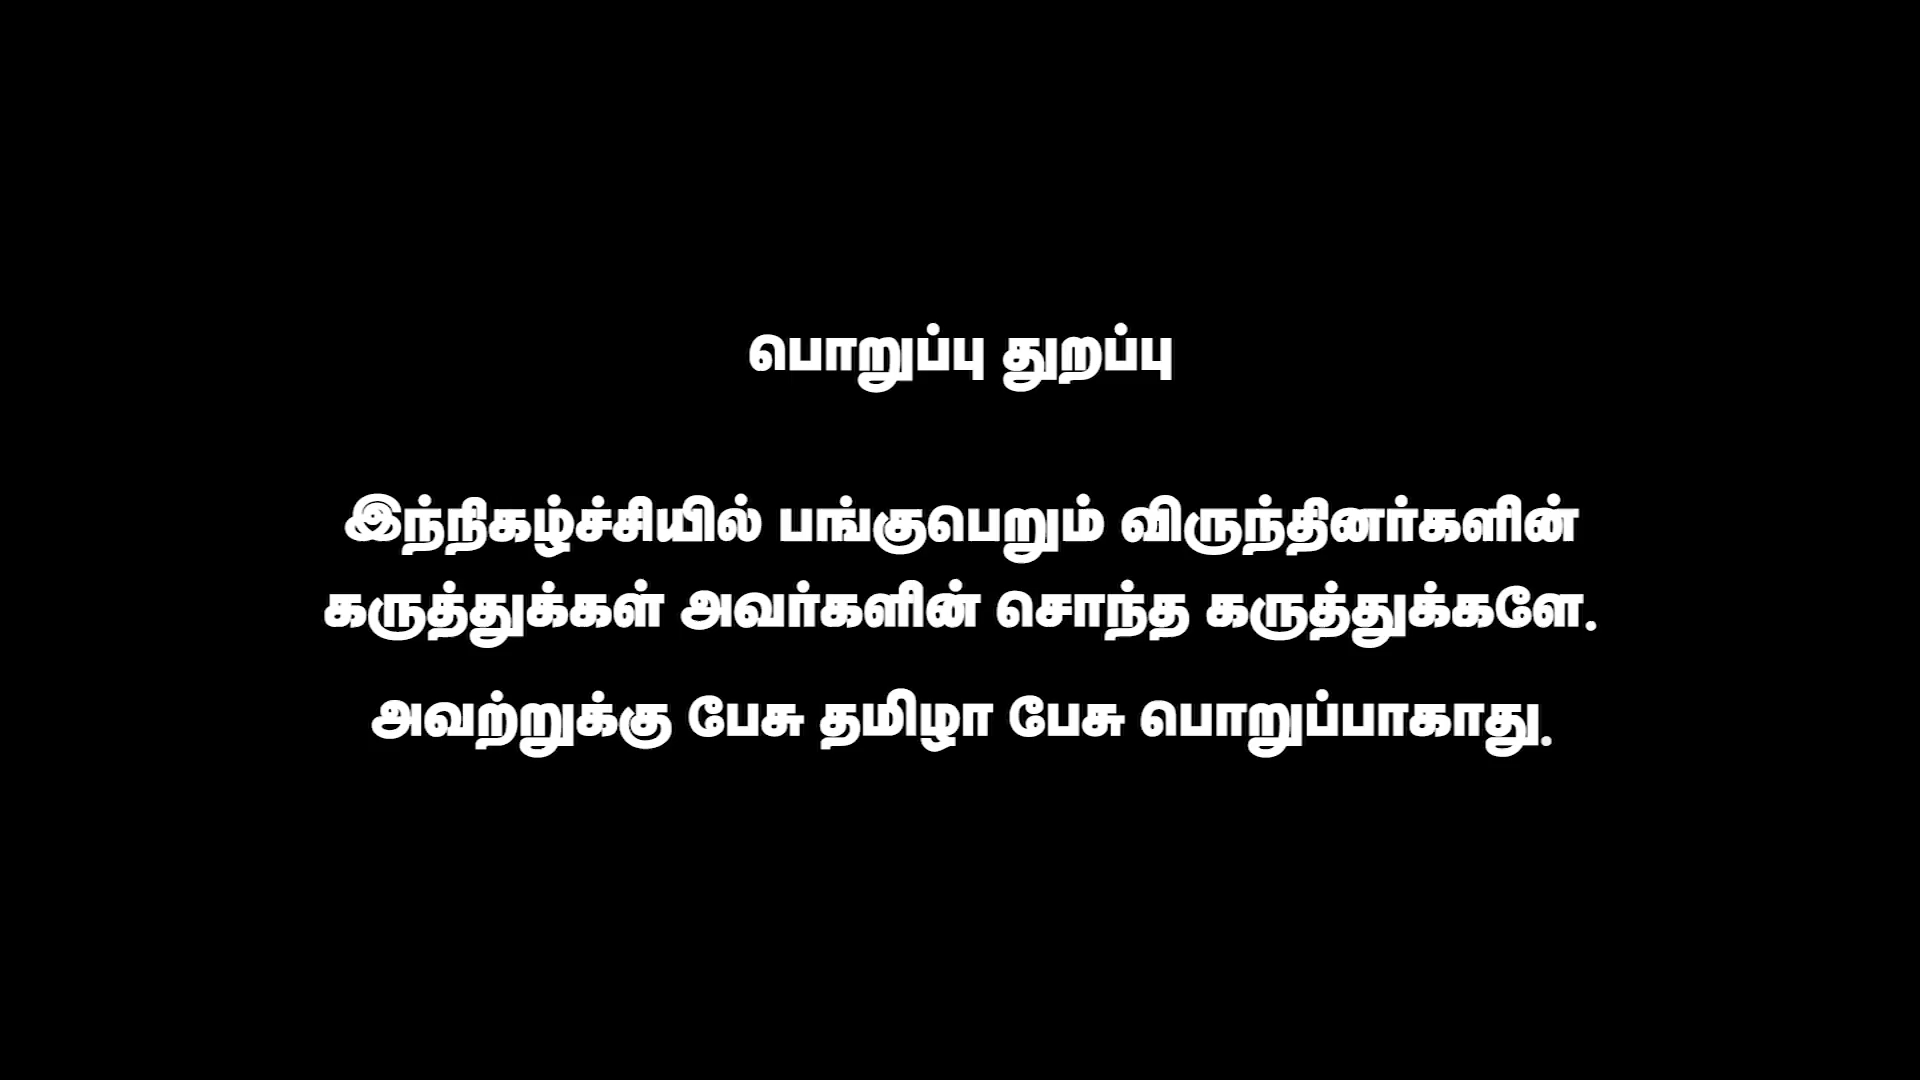 பொறுப்பு துறப்பு
இந்நிகழ்ச்சியில் பங்குபெறும் விருந்தினர்களின்
கருத்துக்கள் அவர்களின் சொந்த கருத்துக்களே.
அவற்றுக்கு பேசு தமிழா பேசு பொறுப்பாகாது.